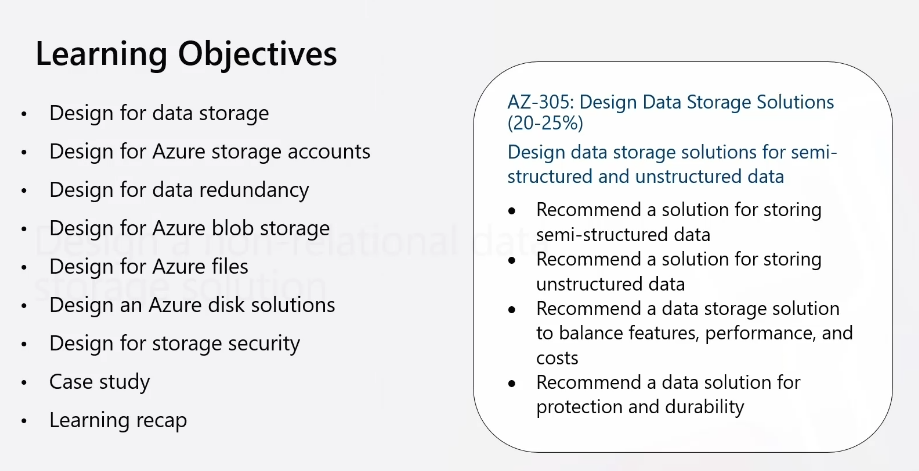 Learning Objectives
• Design for data storage
• Design for Azure storage accounts
• Design for data redundancy
• Design for Azure blob storage
• Design for Azure files
• Design an Azure disk solutions
• Design for storage security
• Case study
• Learning recap
Design a non-relational data
storage solution
AZ-305: Design Data Storage Solutions
(20-25%)
Design data storage solutions for semi-
structured and unstructured data
• Recommend a solution for storing
semi-structured data
• Recommend a solution for storing
unstructured data
• Recommend a data storage solution
to balance features, performance, and
costs
• Recommend a data solution for
protection and durability